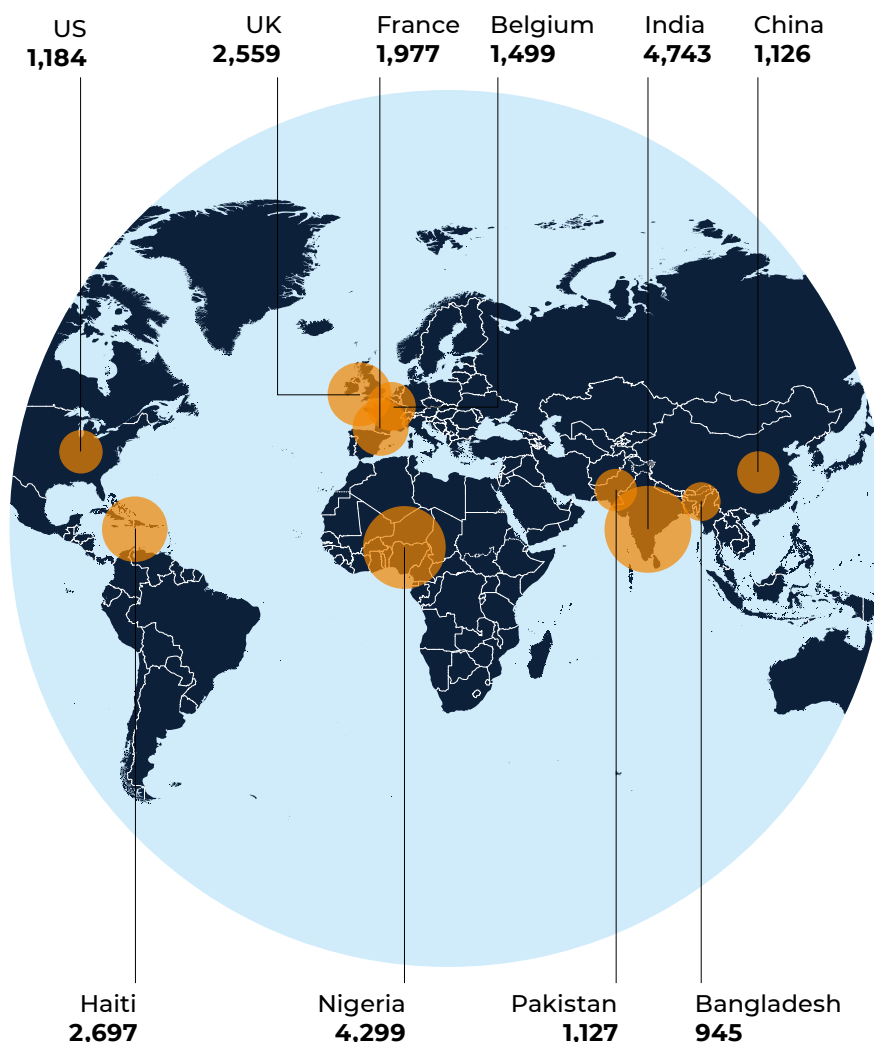 US
1,184
UK
2,559
France
1,977
Belgium
1,499
India
4,743
China
1,126
Haiti
2,697
Nigeria
4,299
Pakistan
1,127
Bangladesh
945